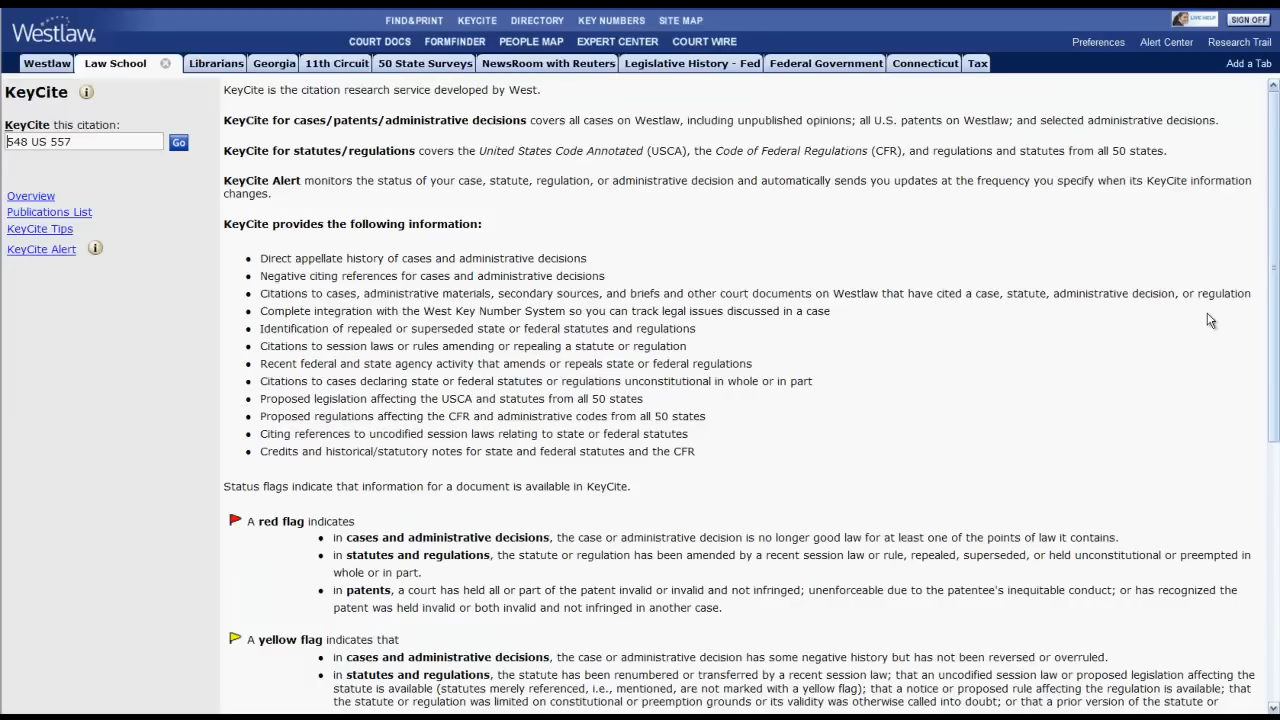 FIND&PRINT KEYCITE DIRECTORY KEY NUMBERS SITE MAP
LIVE HELP
SIGN OFF
Westlaw.
COURT DOCS FORMFINDER PEOPLE MAP EXPERT CENTER COURT WIRE
Preferences Alert Center Research Trail
Westlaw Law School Librarians Georgia 11th Circuit 50 State Surveys NewsRoom with Reuters Legislative History - Fed Federal Government Connecticut Tax
Add a Tab
KeyCite
KeyCite this citation:
548 US 557
Go
Overview
Publications List
KeyCite Tips
KeyCite Alert
KeyCite is the citation research service developed by West.
KeyCite for cases/patents/administrative decisions covers all cases on Westlaw, including unpublished opinions; all U.S. patents on Westlaw; and selected administrative decisions.
KeyCite for statutes/regulations covers the United States Code Annotated (USCA), the Code of Federal Regulations (CFR), and regulations and statutes from all 50 states.
KeyCite Alert monitors the status of your case, statute, regulation, or administrative decision and automatically sends you updates at the frequency you specify when its KeyCite information
changes.
KeyCite provides the following information:
• Direct appellate history of cases and administrative decisions
• Negative citing references for cases and administrative decisions
• Citations to cases, administrative materials, secondary sources, and briefs and other court documents on Westlaw that have cited a case, statute, administrative decision, or regulation
• Complete integration with the West Key Number System so you can track legal issues discussed in a case
• Identification of repealed or superseded state or federal statutes and regulations
• Citations to session laws or rules amending or repealing a statute or regulation
• Recent federal and state agency activity that amends or repeals state or federal regulations
• Citations to cases declaring state or federal statutes or regulations unconstitutional in whole or in part
• Proposed legislation affecting the USCA and statutes from all 50 states
• Proposed regulations affecting the CFR and administrative codes from all 50 states
• Citing references to uncodified session laws relating to state or federal statutes
• Credits and historical/statutory notes for state and federal statutes and the CFR
Status flags indicate that information for a document is available in KeyCite.
A red flag indicates
• in cases and administrative decisions, the case or administrative decision is no longer good law for at least one of the points of law it contains.
• in statutes and regulations, the statute or regulation has been amended by a recent session law or rule, repealed, superseded, or held unconstitutional or preempted in
whole or in part.
• in patents, a court has held all or part of the patent invalid or invalid and not infringed; unenforceable due to the patentee's inequitable conduct; or has recognized the
patent was held invalid or both invalid and not infringed in another case.
A yellow flag indicates that
• in cases and administrative decisions, the case or administrative decision has some negative history but has not been reversed or overruled.
• in statutes and regulations, the statute has been renumbered or transferred by a recent session law; that an uncodified session law or proposed legislation affecting the
statute is available (statutes merely referenced, i.e., mentioned, are not marked with a yellow flag); that a notice or proposed rule affecting the regulation is available; that
the statute or regulation was limited on constitutional or preemption grounds or its validity was otherwise called into doubt; or that a prior version of the statute or